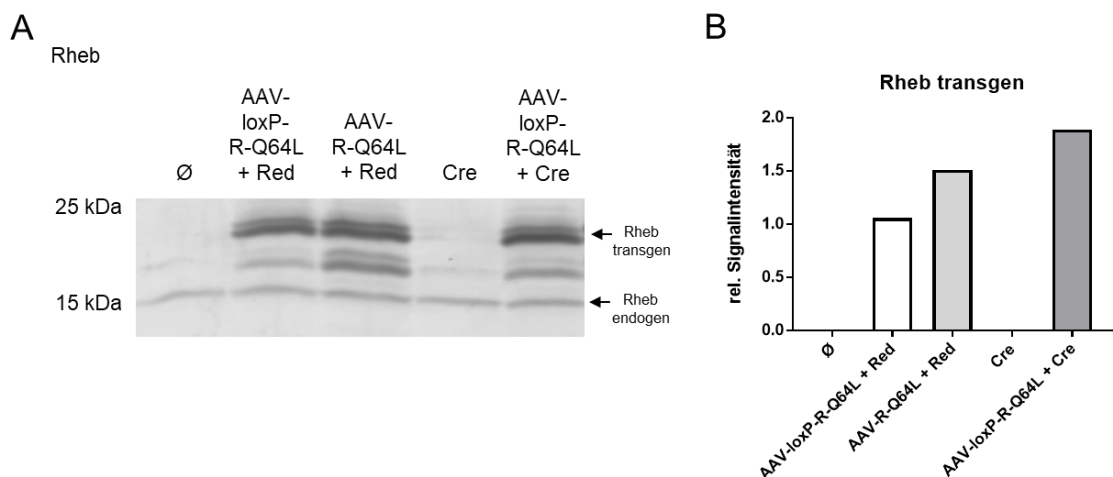 A
Rheb
Ø
AAV-
loxP-
R-Q64L
+ Red
AAV-
R-Q64L
+ Red
Cre
AAV-
loxP-
R-Q64L
+ Cre
25 kDa
15 kDa
Rheb
transgen
Rheb
endogen
B
Rheb transgen
rel. Signalintensität
2.0
1.5
1.0
0.5
0.0
Ø
AAV-loxP-R-Q64L + Red
AAV-R-Q64L + Red
Cre
AAV-loxP-R-Q64L + Cre